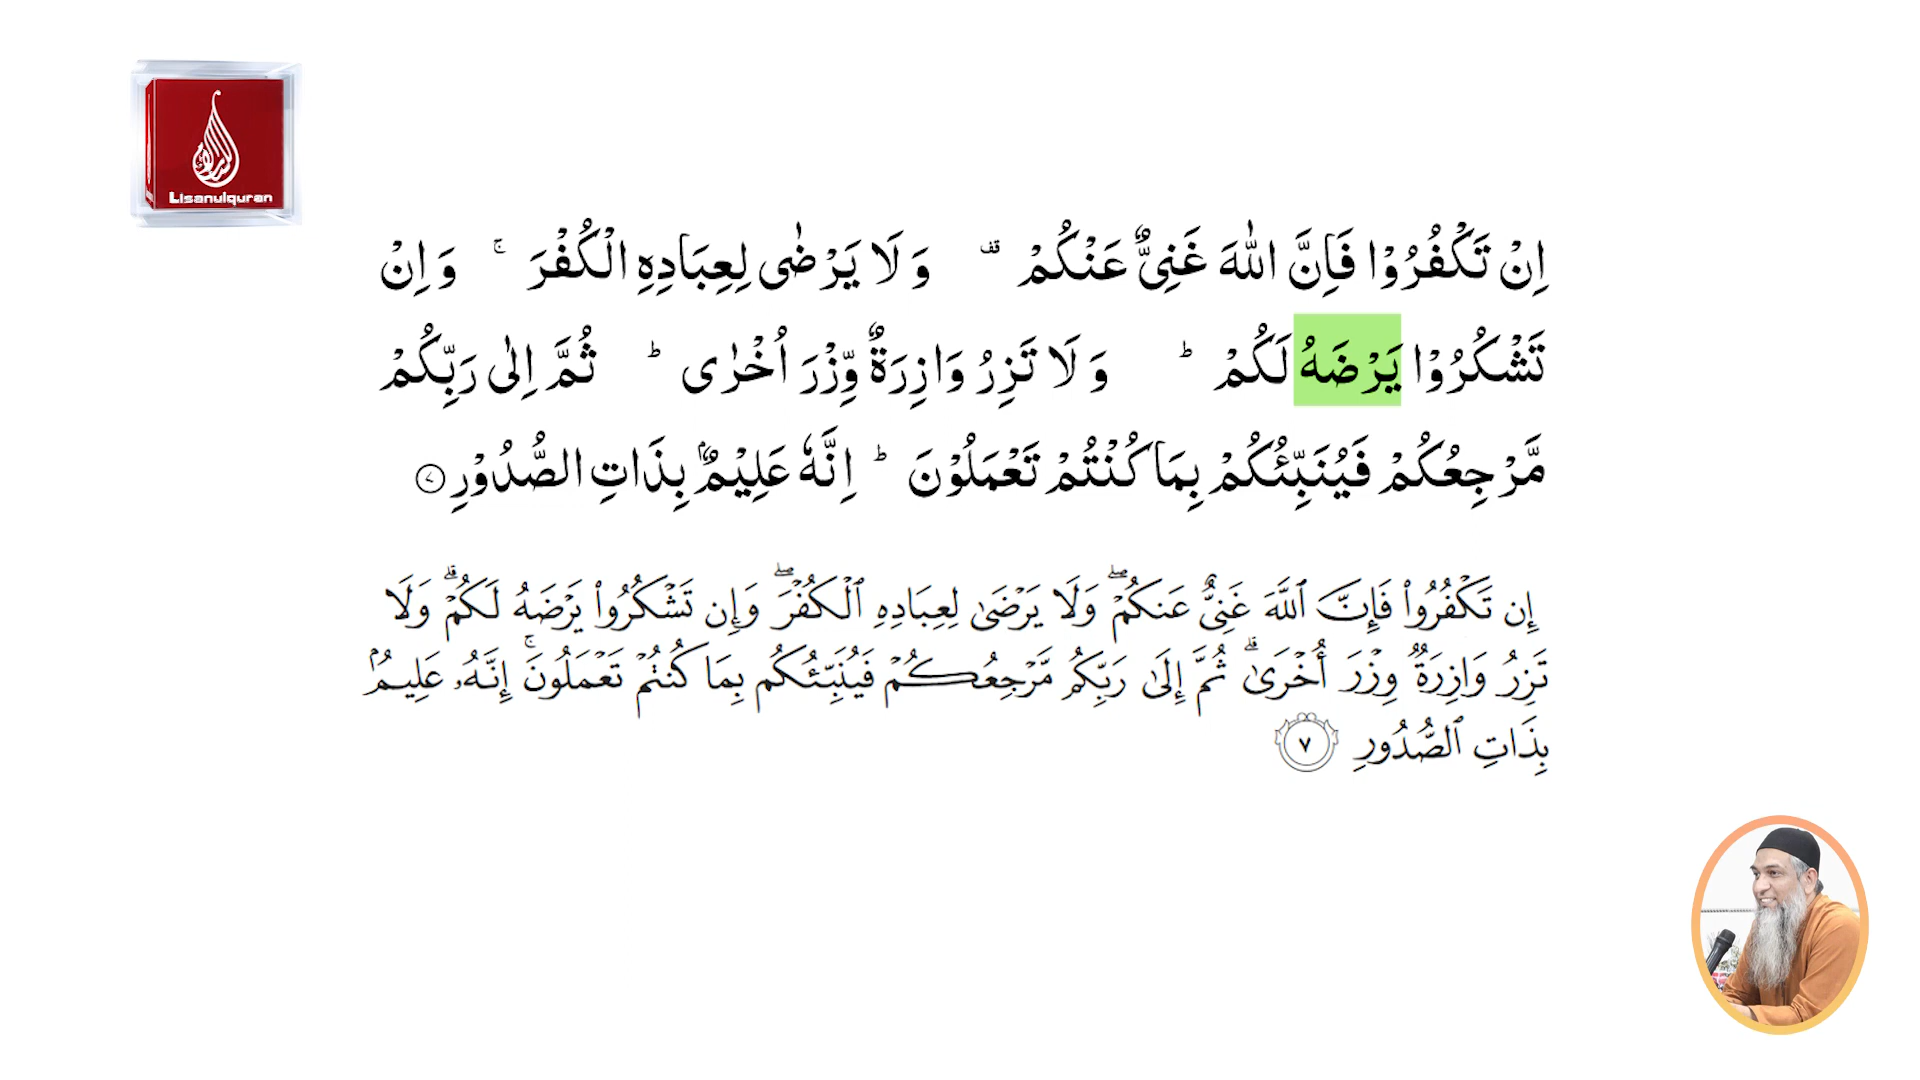 Lisanulquran
اِنْ تَكْفُرُوْا فَاِنَّ اللّٰهَ غَنِىٌّ عَنْكُمْ ۟ وَ لَا يَرْضٰى لِعِبَادِهِ الْكُفْرَ ۚ وَ اِنْ
تَشْكُرُوْا يَرْضَهُ لَكُمْ ؕ وَ لَا تَزِرُ وَازِرَةٌ وِّزْرَ اُخْرٰى ؕ ثُمَّ اِلٰى رَبِّكُمْ
مَّرْجِعُكُمْ فَيُنَبِّئُكُمْ بِمَا كُنْتُمْ تَعْمَلُوْنَ ؕ اِنَّهٗ عَلِيْمٌۢ بِذَاتِ الصُّدُوْرِ ۷
إِن تَكْفُرُوا۟ فَإِنَّ ٱللَّهَ غَنِىٌّ عَنكُمْ ۖ وَلَا يَرْضَىٰ لِعِبَادِهِ ٱلْكُفْرَ ۖ وَإِن تَشْكُرُوا۟ يَرْضَهُ لَكُمْ ۗ وَلَا
تَزِرُ وَازِرَةٌ وِزْرَ أُخْرَىٰ ۗ ثُمَّ إِلَىٰ رَبِّكُم مَّرْجِعُكُمْ فَيُنَبِّئُكُم بِمَا كُنتُمْ تَعْمَلُونَ ۚ إِنَّهُۥ عَلِيمٌۢ
بِذَاتِ ٱلصُّدُورِ ٧